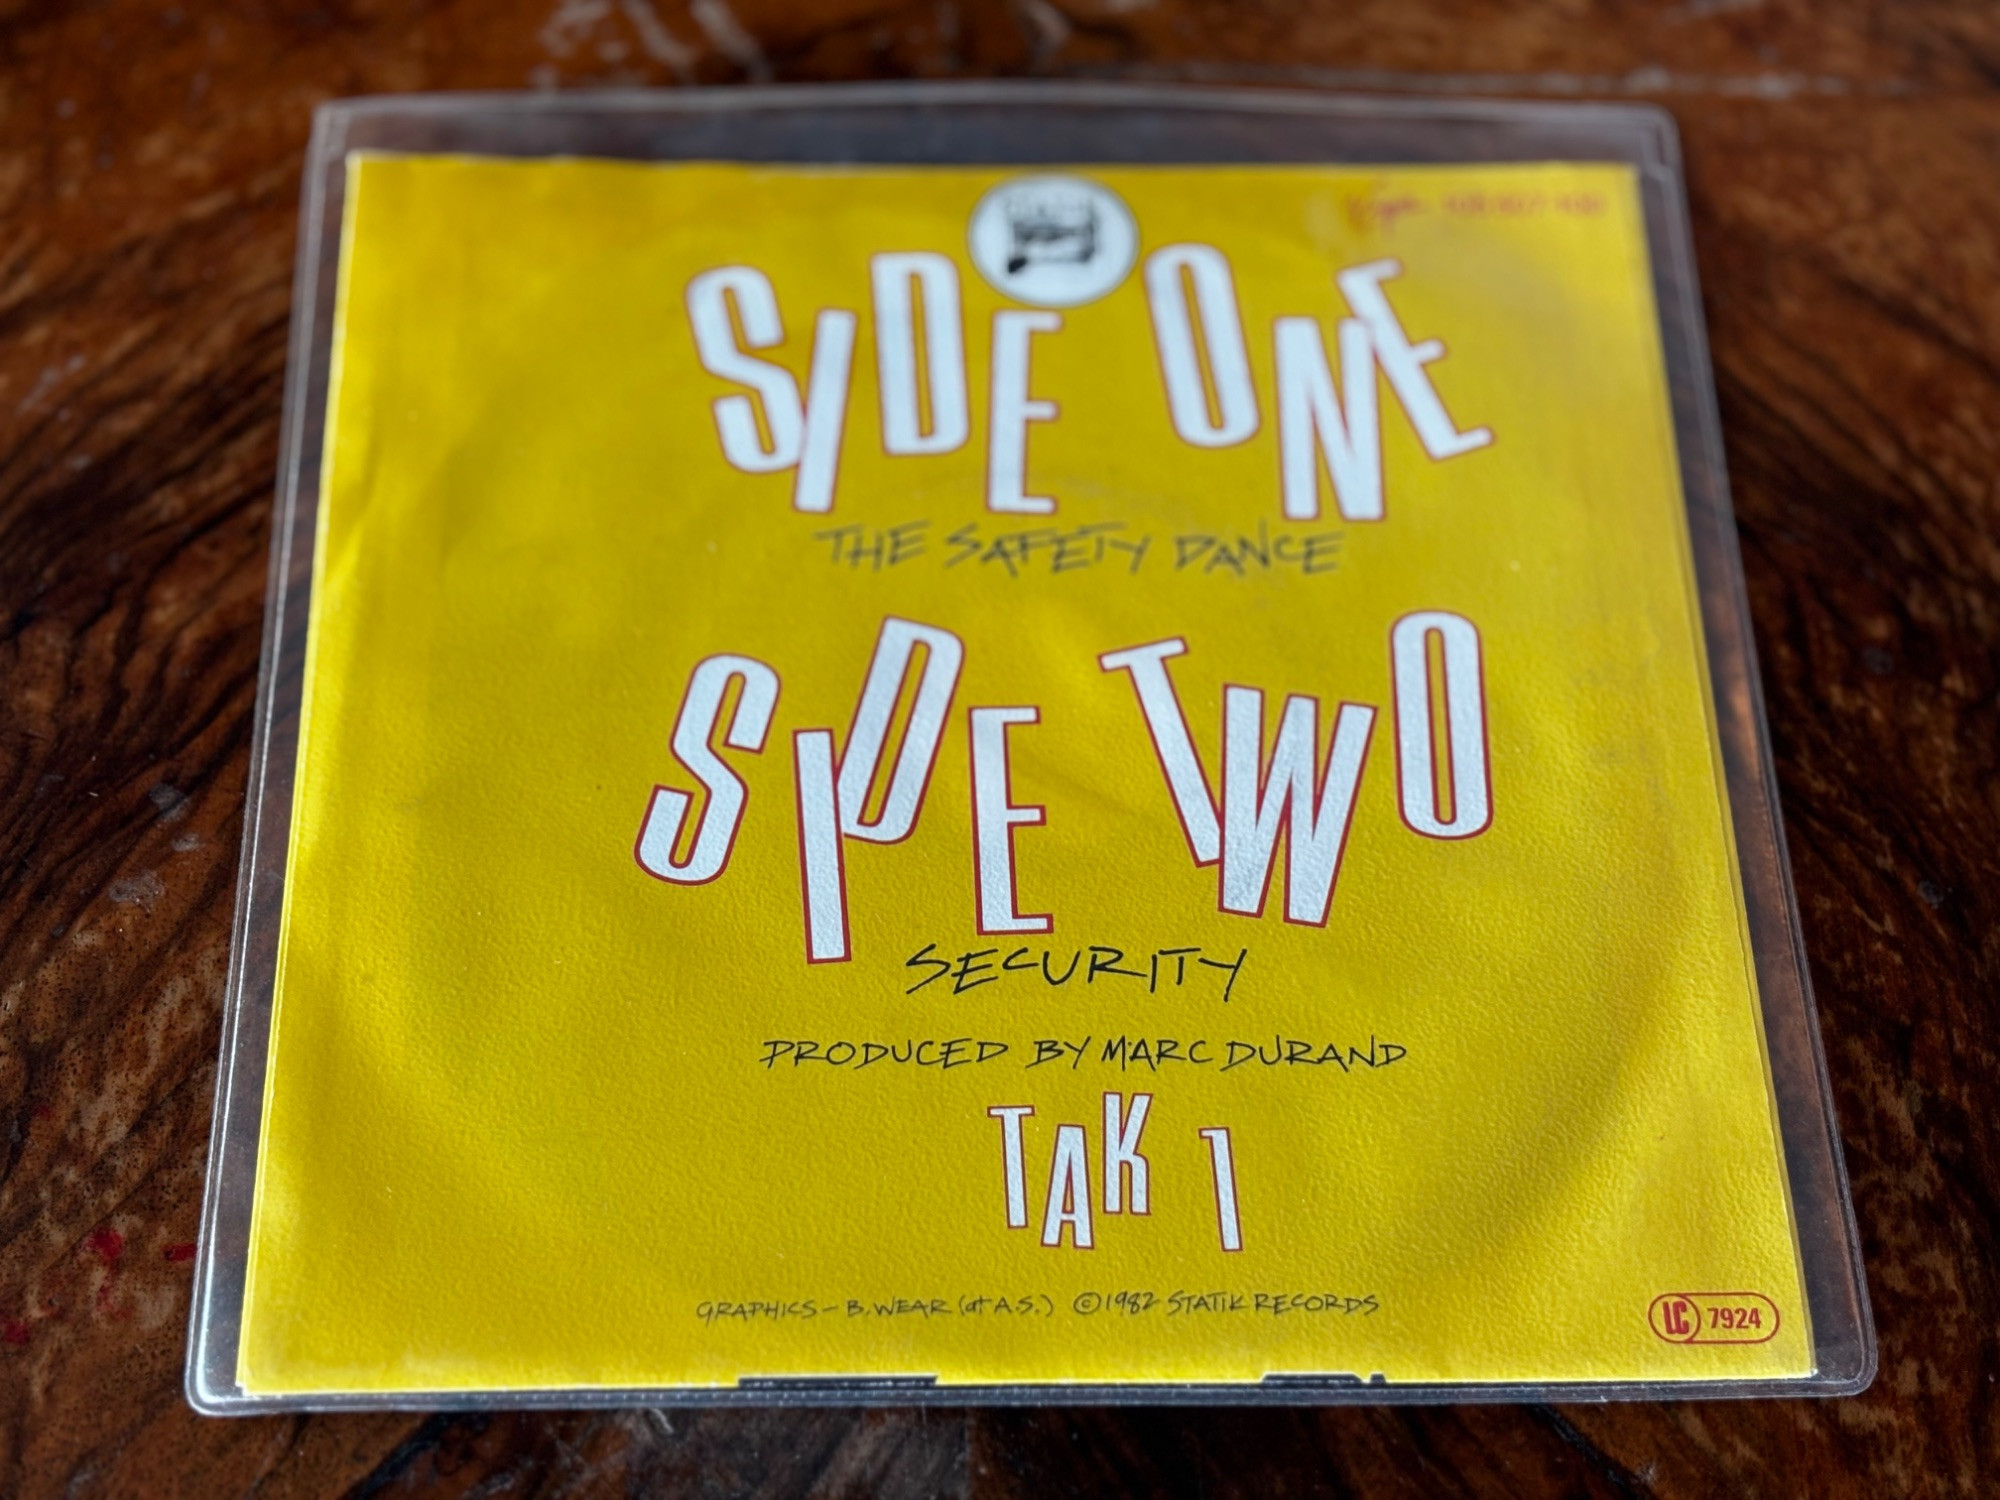 SIDE ONE
THE SAFETY DANCE
SIDE TWO
SECURITY
PRODUCED BY MARC DURAND
TAK 1
GRAPHICS - B. WEAR (at A.S.) ©1982 STATIK RECORDS
LC 7924